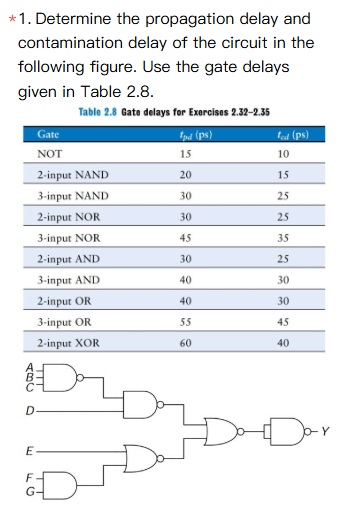 *1. Determine the propagation delay and
contamination delay of the circuit in the
following figure. Use the gate delays
given in Table 2.8.
Table 2.8 Gate delays for Exercises 2.32–2.35
Gate tpd (ps) tcd (ps)
NOT 15 10
2-input NAND 20 15
3-input NAND 30 25
2-input NOR 30 25
3-input NOR 45 35
2-input AND 30 25
3-input AND 40 30
2-input OR 40 30
3-input OR 55 45
2-input XOR 60 40
A
B
C
D
E
F
G
Y